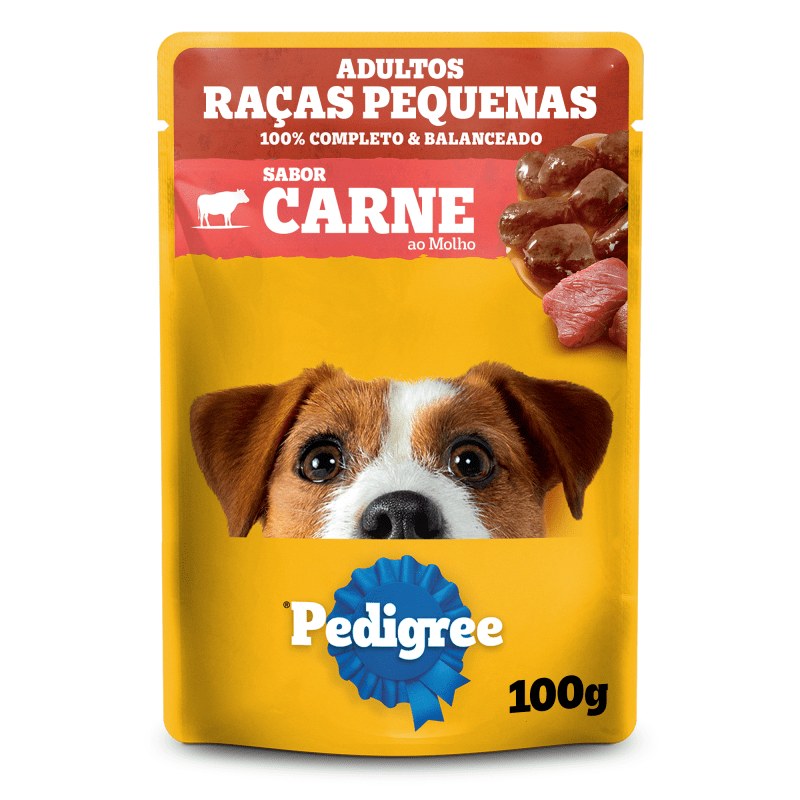 ADULTOS
RAÇAS PEQUENAS
100% COMPLETO & BALANCEADO
SABOR
CARNE
ao Molho
® Pedigree
100g